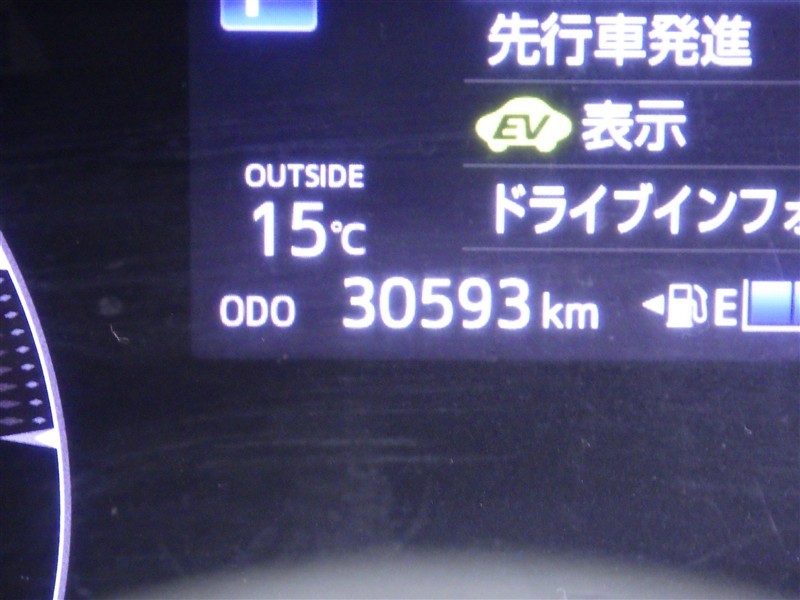 先行車発進
EV 表示
ドライブインフォ
OUTSIDE
15℃
ODO 30593 km
E